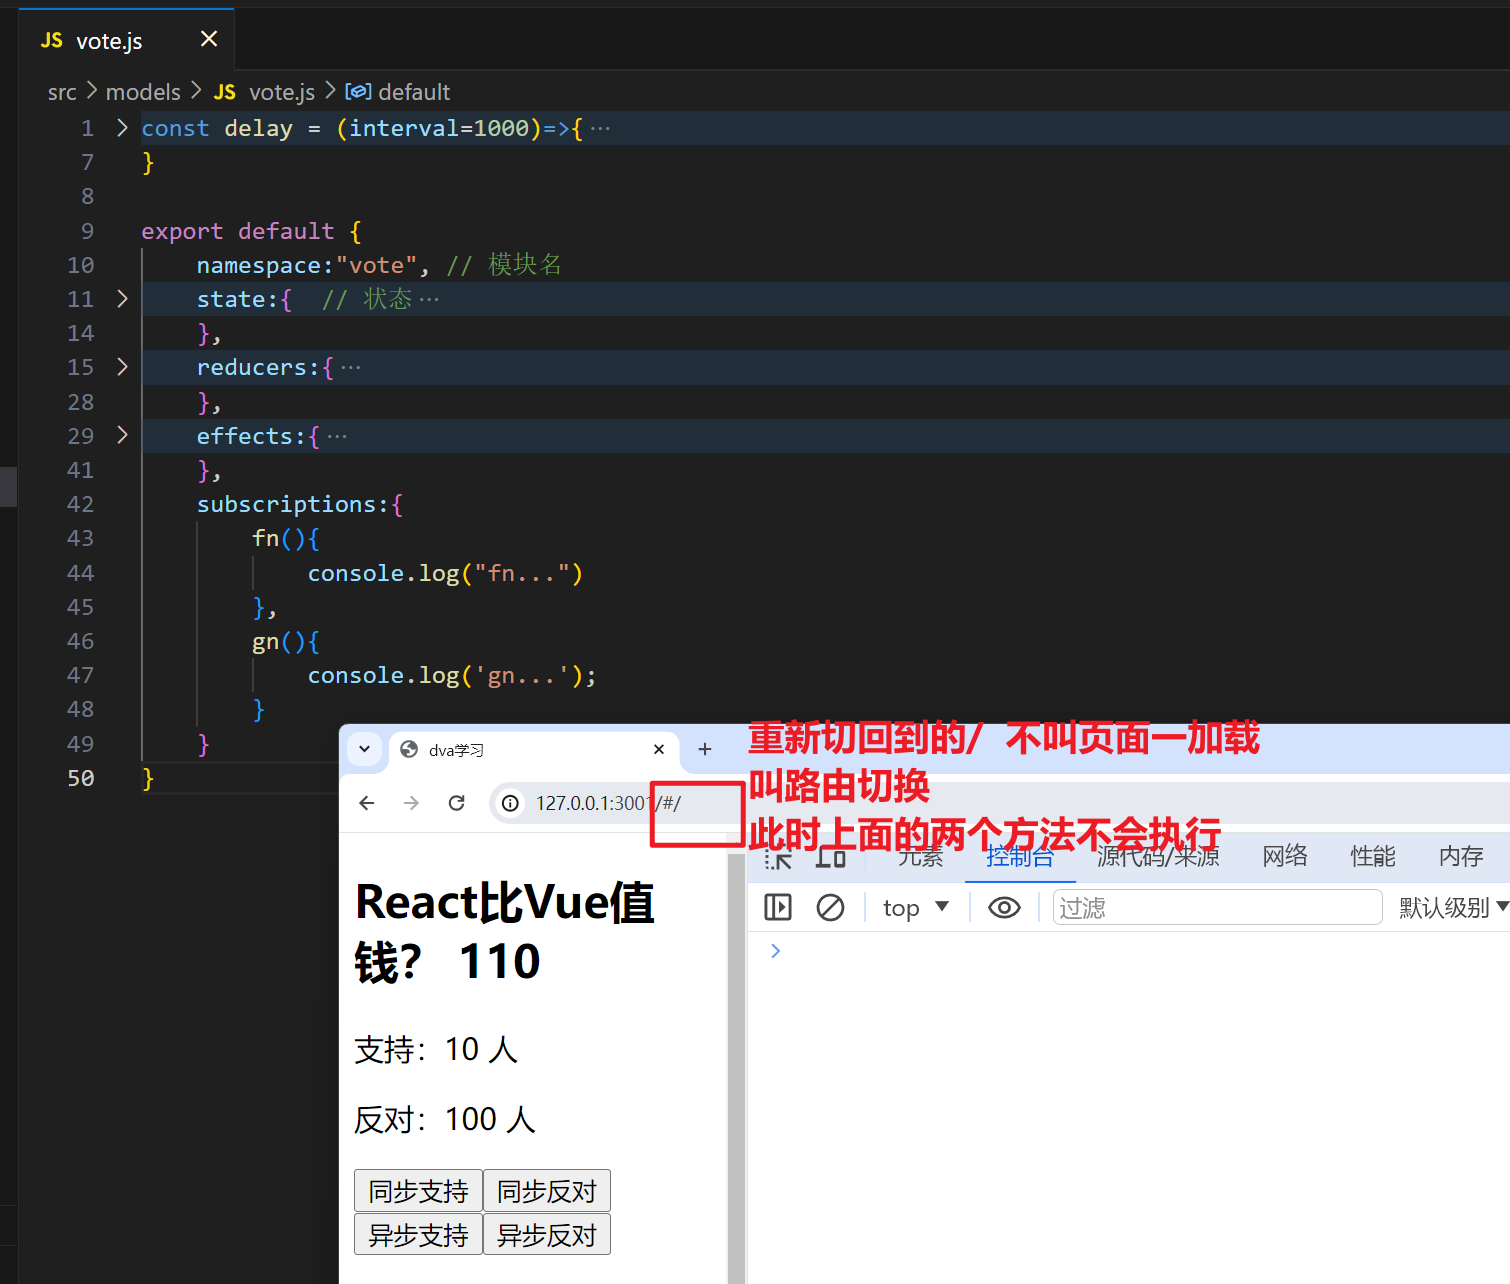 JS vote.js
src > models > JS vote.js > default
1 const delay = (interval=1000)=>{ ···
7 }
8
9 export default {
10 namespace:"vote", // 模块名
11 state:{ // 状态 ···
14 },
15 reducers:{ ···
28 },
29 effects:{ ···
41 },
42 subscriptions:{
43 fn(){
44 console.log("fn...")
45 },
46 gn(){
47 console.log('gn...');
48 }
49 }
50 }
重新切回到的/ 不叫页面一加载
叫路由切换
此时上面的两个方法不会执行
dva学习
127.0.0.1:3001/#/
元素 控制台 源代码/来源 网络 性能 内存
top 过滤 默认级别
React比Vue值
钱? 110
支持：10 人
反对：100 人
同步支持 同步反对
异步支持 异步反对